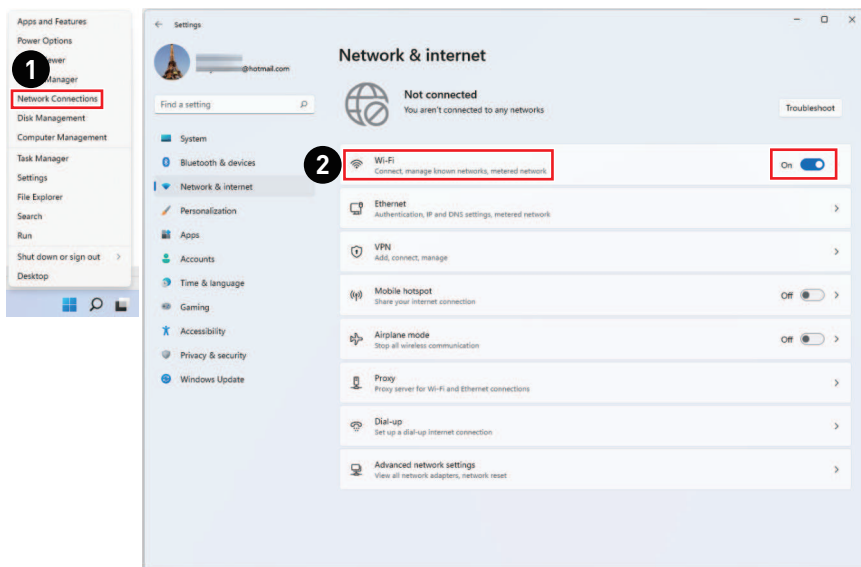 Apps and Features
Power Options
ewer
1
Manager
Network Connections
Disk Management
Computer Management
Task Manager
Settings
File Explorer
Search
Run
Shut down or sign out >
Desktop
← Settings
@hotmail.com
Find a setting
System
Bluetooth & devices
Network & internet
Personalization
Apps
Accounts
Time & language
Gaming
Accessibility
Privacy & security
Windows Update
Network & internet
Not connected
You aren't connected to any networks
Troubleshoot
2
Wi-Fi
Connect, manage known networks, metered network
On
Ethernet
Authentication, IP and DNS settings, metered network
VPN
Add, connect, manage
Mobile hotspot
Share your internet connection
Off
Airplane mode
Stop all wireless communication
Off
Proxy
Proxy server for Wi-Fi and Ethernet connections
Dial-up
Set up a dial-up internet connection
Advanced network settings
View all network adapters, network reset